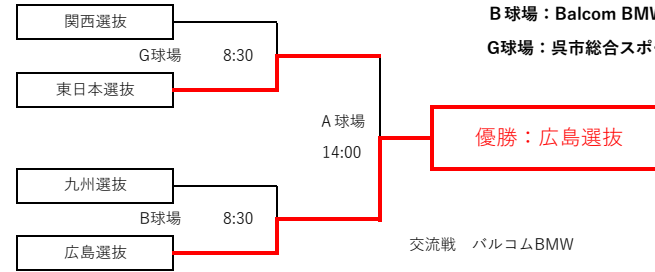 B球場：Balcom BMW
関西選抜
G球場 8:30
G球場：呉市総合スポ
東日本選抜
A球場
14:00
優勝：広島選抜
九州選抜
B球場 8:30
広島選抜
交流戦　バルコムBMW